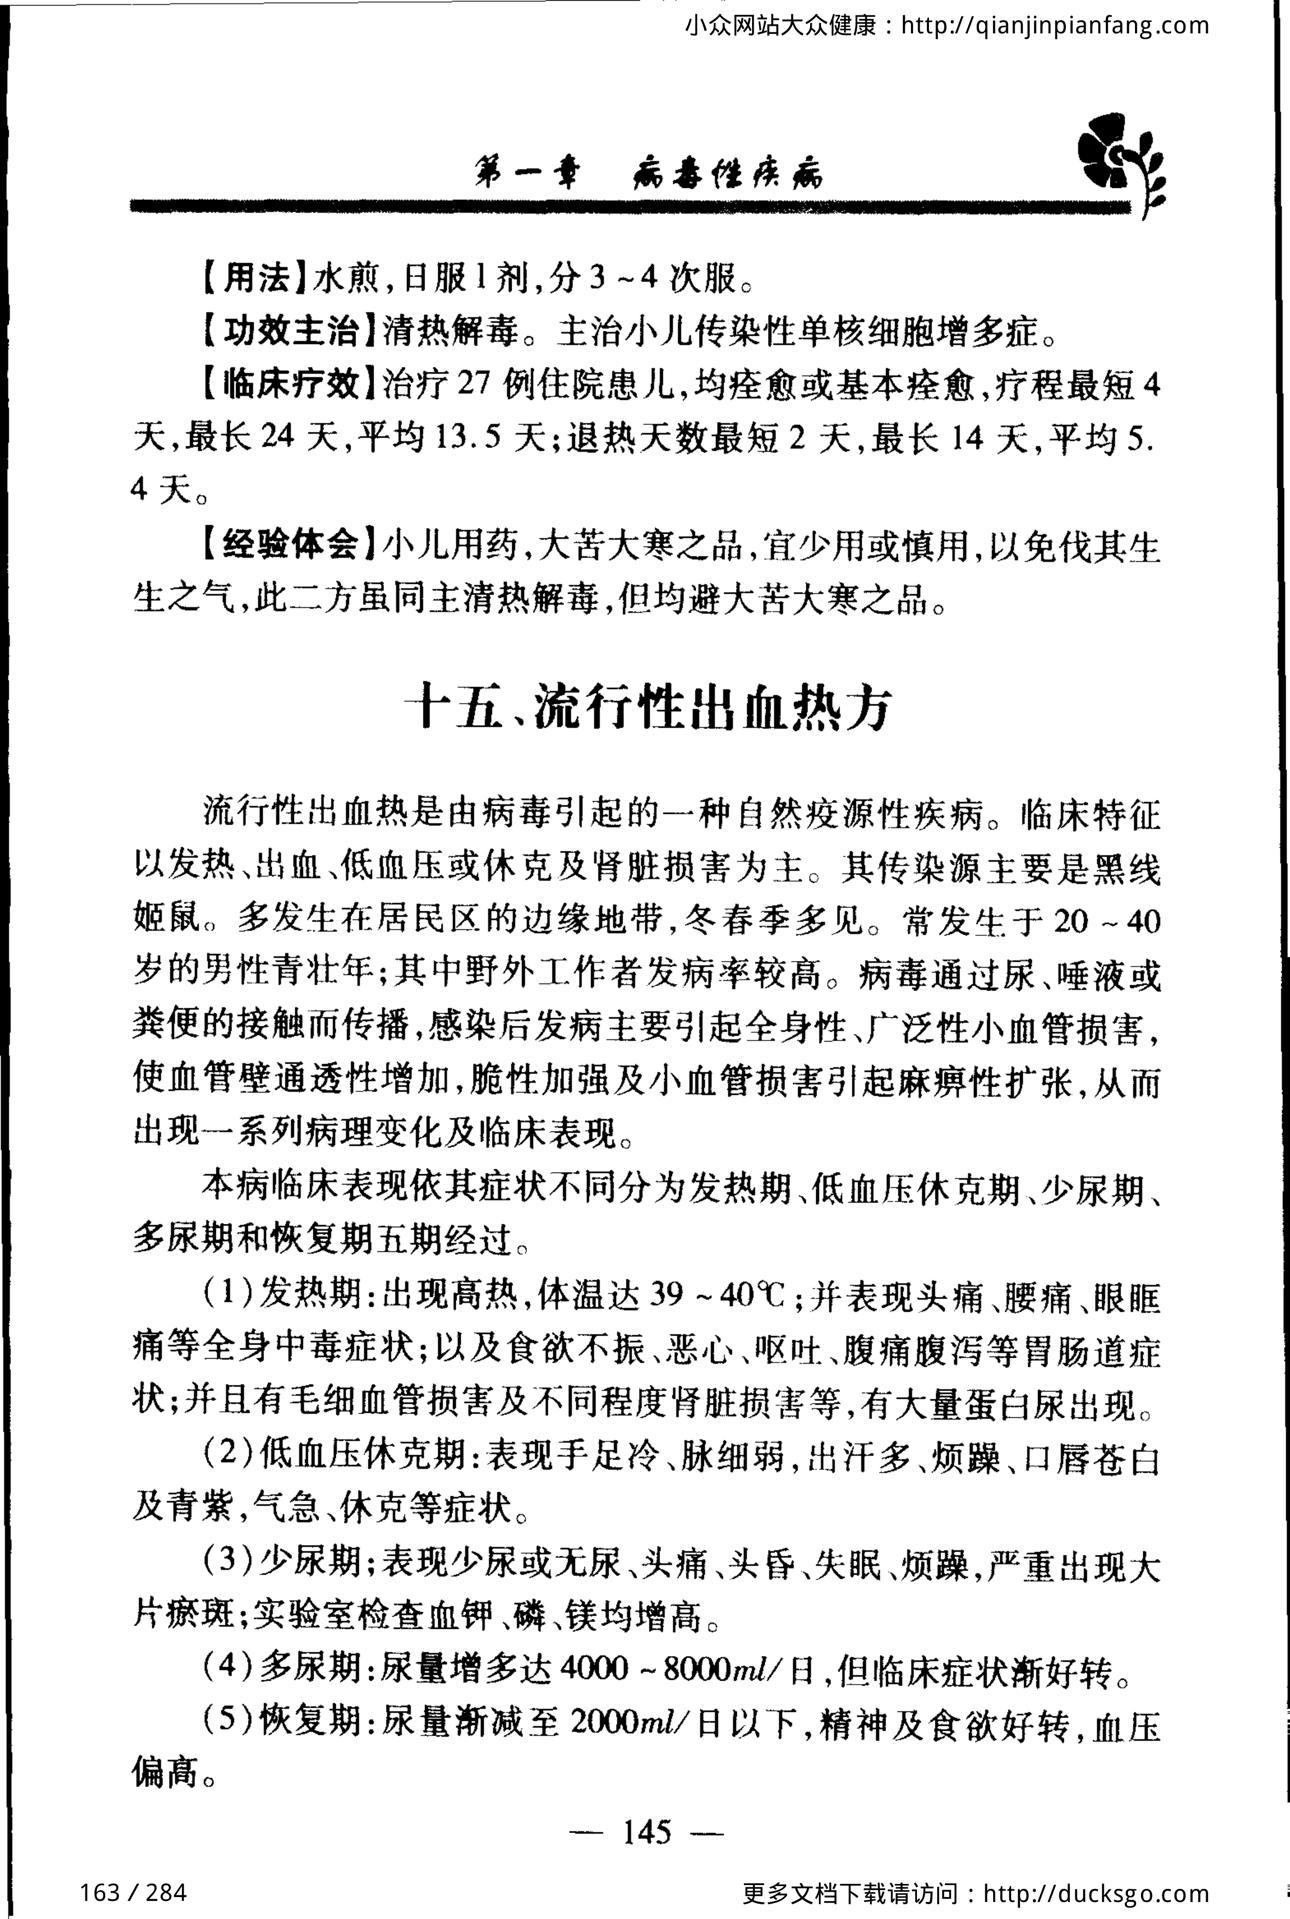 小众网站大众健康：http://qianjinpianfang.com
第一章 病毒性疾病
【用法】水煎,日服1剂,分3~4次服。
【功效主治】清热解毒。主治小儿传染性单核细胞增多症。
【临床疗效】治疗27例住院患儿,均痊愈或基本痊愈,疗程最短4
天,最长24天,平均13.5天;退热天数最短2天,最长14天,平均5.
4天。
【经验体会】小儿用药,大苦大寒之品,宜少用或慎用,以免伐其生
生之气,此二方虽同主清热解毒,但均避大苦大寒之品。
十五、流行性出血热方
流行性出血热是由病毒引起的一种自然疫源性疾病。临床特征
以发热、出血、低血压或休克及肾脏损害为主。其传染源主要是黑线
姬鼠。多发生在居民区的边缘地带,冬春季多见。常发生于20~40
岁的男性青壮年;其中野外工作者发病率较高。病毒通过尿、唾液或
粪便的接触而传播,感染后发病主要引起全身性、广泛性小血管损害,
使血管壁通透性增加,脆性加强及小血管损害引起麻痹性扩张,从而
出现一系列病理变化及临床表现。
本病临床表现依其症状不同分为发热期、低血压休克期、少尿期、
多尿期和恢复期五期经过。
(1)发热期:出现高热,体温达39~40℃;并表现头痛、腰痛、眼眶
痛等全身中毒症状;以及食欲不振、恶心、呕吐、腹痛腹泻等胃肠道症
状;并且有毛细血管损害及不同程度肾脏损害等,有大量蛋白尿出现。
(2)低血压休克期:表现手足冷、脉细弱,出汗多、烦躁、口唇苍白
及青紫,气急、休克等症状。
(3)少尿期;表现少尿或无尿、头痛、头昏、失眠、烦躁,严重出现大
片瘀斑;实验室检查血钾、磷、镁均增高。
(4)多尿期:尿量增多达4000~8000ml/日,但临床症状渐好转。
(5)恢复期:尿量渐减至2000ml/日以下,精神及食欲好转,血压
偏高。
— 145 —
163 / 284
更多文档下载请访问：http://ducksgo.com